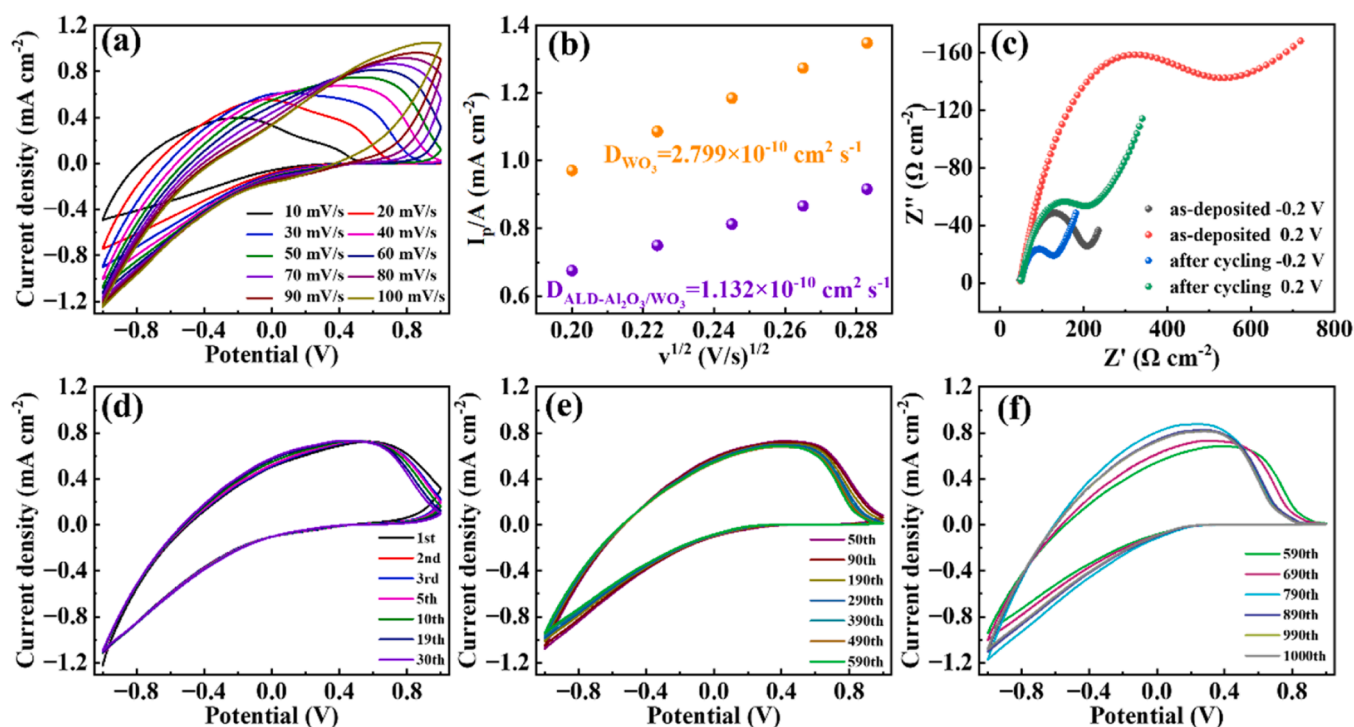 (a)
Current density (mA cm⁻²)
1.2
0.8
0.4
0.0
−0.4
−0.8
−1.2
10 mV/s 20 mV/s
30 mV/s 40 mV/s
50 mV/s 60 mV/s
70 mV/s 80 mV/s
90 mV/s 100 mV/s
−0.8 −0.4 0.0 0.4 0.8
Potential (V)
(b)
Iₚ/A (mA cm⁻²)
1.4
1.2
1.0
0.8
0.6
D_WO₃=2.799×10⁻¹⁰ cm² s⁻¹
D_ALD-Al₂O₃/WO₃=1.132×10⁻¹⁰ cm² s⁻¹
0.20 0.22 0.24 0.26 0.28
v¹/² (V/s)¹/²
(c)
Z'' (Ω cm⁻²)
−160
−120
−80
−40
0
as-deposited -0.2 V
as-deposited 0.2 V
after cycling -0.2 V
after cycling 0.2 V
0 200 400 600 800
Z' (Ω cm⁻²)
(d)
Current density (mA cm⁻²)
1.2
0.8
0.4
0.0
−0.4
−0.8
−1.2
1st
2nd
3rd
5th
10th
19th
30th
−0.8 −0.4 0.0 0.4 0.8
Potential (V)
(e)
Current density (mA cm⁻²)
1.2
0.8
0.4
0.0
−0.4
−0.8
−1.2
50th
90th
190th
290th
390th
490th
590th
−0.8 −0.4 0.0 0.4 0.8
Potential (V)
(f)
Current density (mA cm⁻²)
1.2
0.8
0.4
0.0
−0.4
−0.8
−1.2
590th
690th
790th
890th
990th
1000th
−0.8 −0.4 0.0 0.4 0.8
Potential (V)